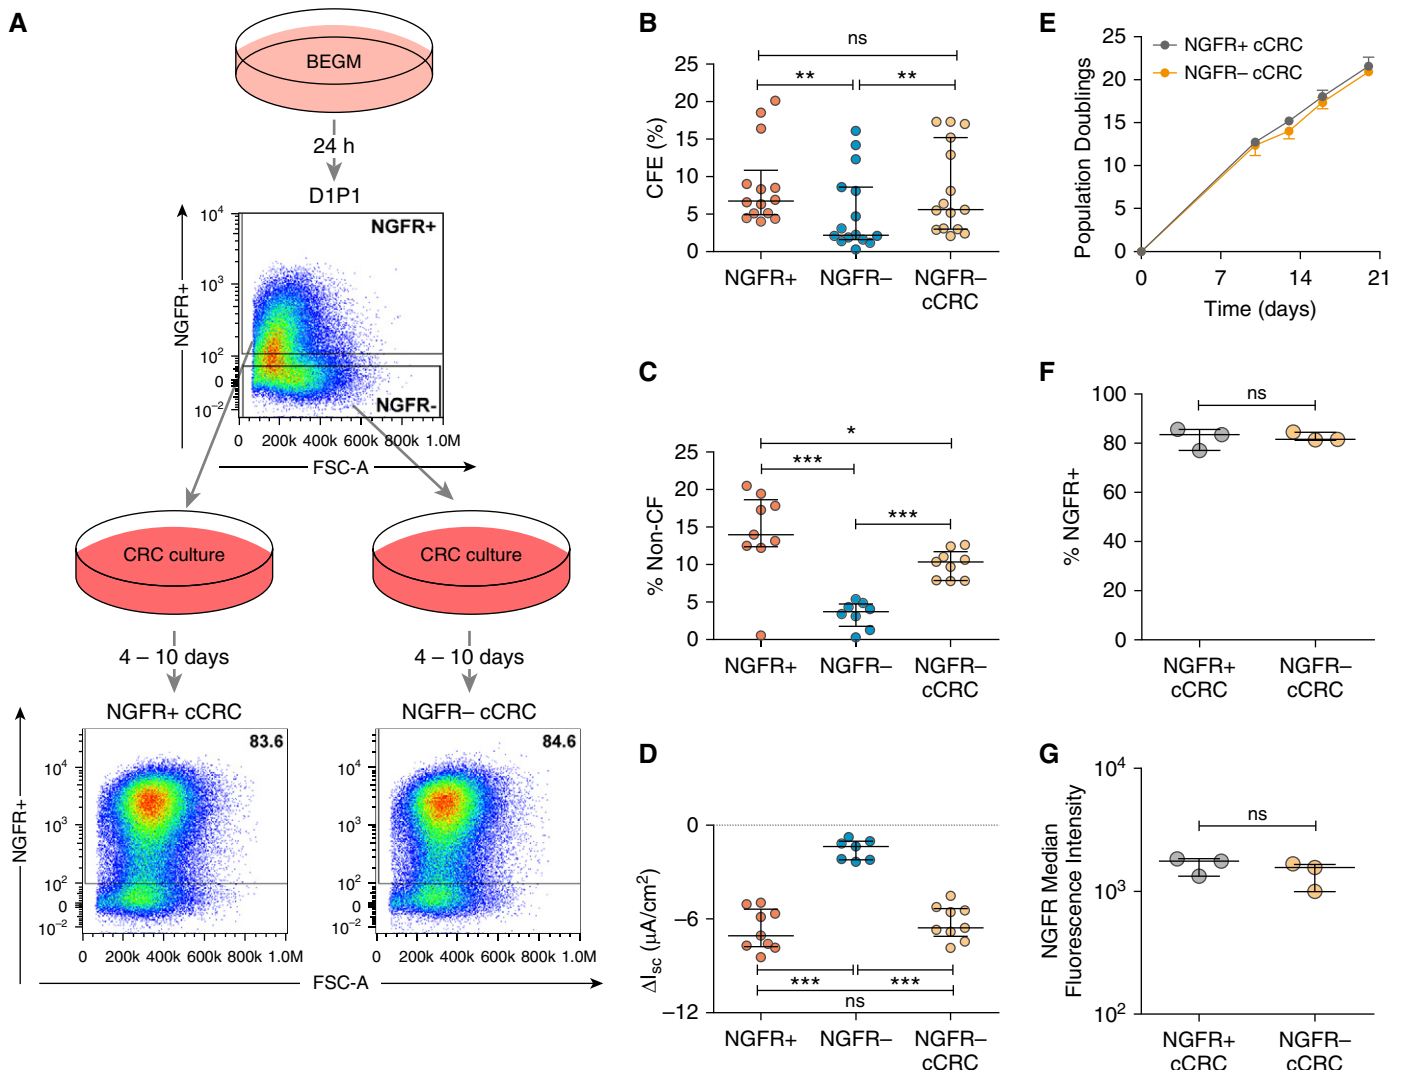 A
BEGM
24 h
D1P1
NGFR+
10^4
10^3
10^2
0
10^−2
NGFR+
NGFR-
0 200k 400k 600k 800k 1.0M
FSC-A
CRC culture
CRC culture
4 – 10 days
4 – 10 days
NGFR+ cCRC
NGFR– cCRC
NGFR+
83.6
10^4
10^3
10^2
0
10^−2
0 200k 400k 600k 800k 1.0M
84.6
10^4
10^3
10^2
0
10^−2
0 200k 400k 600k 800k 1.0M
FSC-A
B
ns
** **
CFE (%)
25
20
15
10
5
0
NGFR+ NGFR– NGFR–
cCRC
C
*
***
***
% Non-CF
25
20
15
10
5
0
NGFR+ NGFR– NGFR–
cCRC
D
ΔI_sc (μA/cm^2)
0
−6
−12
*** ***
ns
NGFR+ NGFR– NGFR–
cCRC
E
NGFR+ cCRC
NGFR– cCRC
Population Doublings
25
20
15
10
5
0
0 7 14 21
Time (days)
F
ns
% NGFR+
100
80
60
40
20
0
NGFR+ NGFR–
cCRC cCRC
G
ns
NGFR Median
Fluorescence Intensity
10^4
10^3
10^2
NGFR+ NGFR–
cCRC cCRC